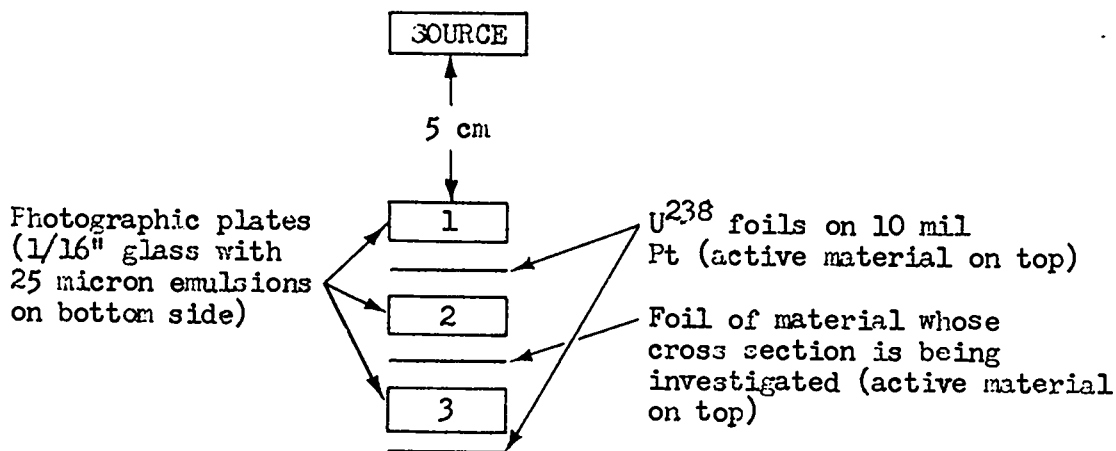 SOURCE
5 cm
1
Photographic plates
(1/16" glass with
25 micron emulsions
on bottom side)
U238 foils on 10 mil
Pt (active material on top)
2
Foil of material whose
cross section is being
investigated (active material
on top)
3